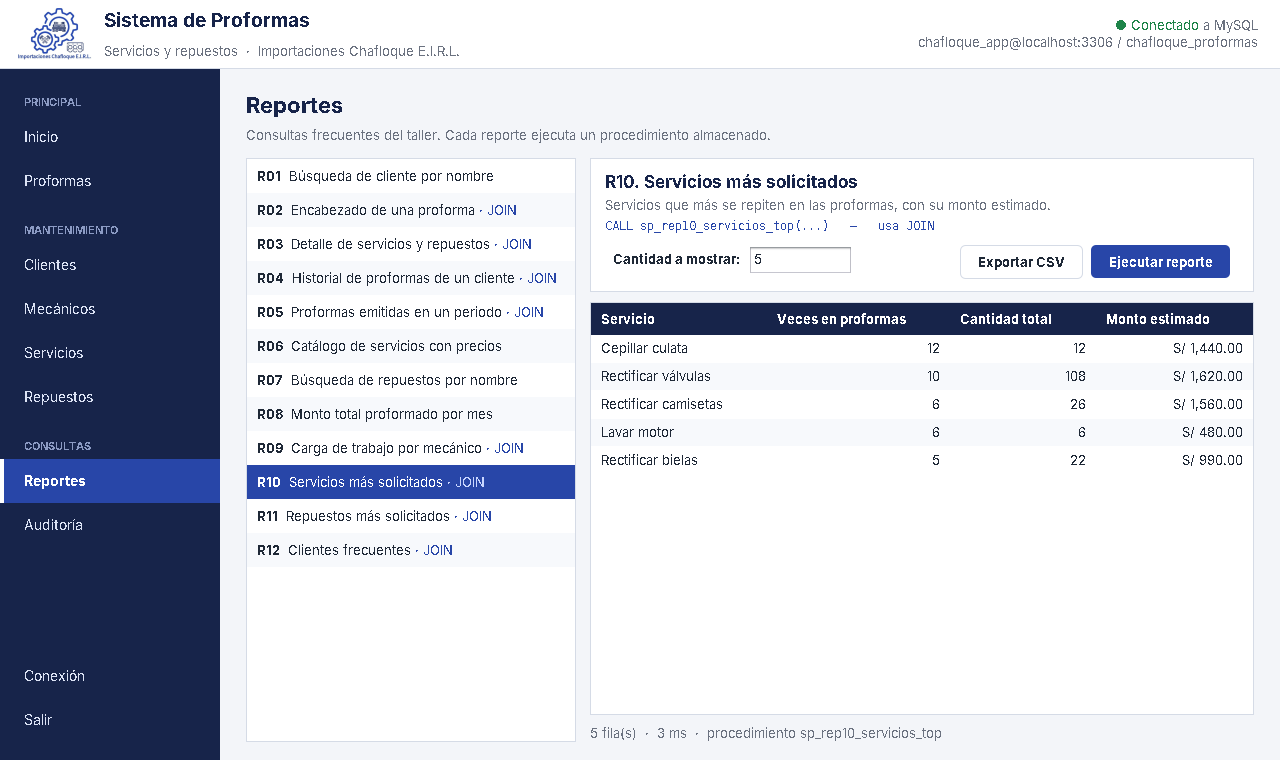 Importaciones Chafloque E.I.R.L.
Sistema de Proformas
Servicios y repuestos · Importaciones Chafloque E.I.R.L.
● Conectado a MySQL
chafloque_app@localhost:3306 / chafloque_proformas
PRINCIPAL
Inicio
Proformas
MANTENIMIENTO
Clientes
Mecánicos
Servicios
Repuestos
CONSULTAS
Reportes
Auditoría
Conexión
Salir
Reportes
Consultas frecuentes del taller. Cada reporte ejecuta un procedimiento almacenado.
R01 Búsqueda de cliente por nombre
R02 Encabezado de una proforma · JOIN
R03 Detalle de servicios y repuestos · JOIN
R04 Historial de proformas de un cliente · JOIN
R05 Proformas emitidas en un periodo · JOIN
R06 Catálogo de servicios con precios
R07 Búsqueda de repuestos por nombre
R08 Monto total proformado por mes
R09 Carga de trabajo por mecánico · JOIN
R10 Servicios más solicitados · JOIN
R11 Repuestos más solicitados · JOIN
R12 Clientes frecuentes · JOIN
R10. Servicios más solicitados
Servicios que más se repiten en las proformas, con su monto estimado.
CALL sp_rep10_servicios_top(...) — usa JOIN
Cantidad a mostrar: 5 Exportar CSV Ejecutar reporte
Servicio Veces en proformas Cantidad total Monto estimado
Cepillar culata 12 12 S/ 1,440.00
Rectificar válvulas 10 108 S/ 1,620.00
Rectificar camisetas 6 26 S/ 1,560.00
Lavar motor 6 6 S/ 480.00
Rectificar bielas 5 22 S/ 990.00
5 fila(s) · 3 ms · procedimiento sp_rep10_servicios_top